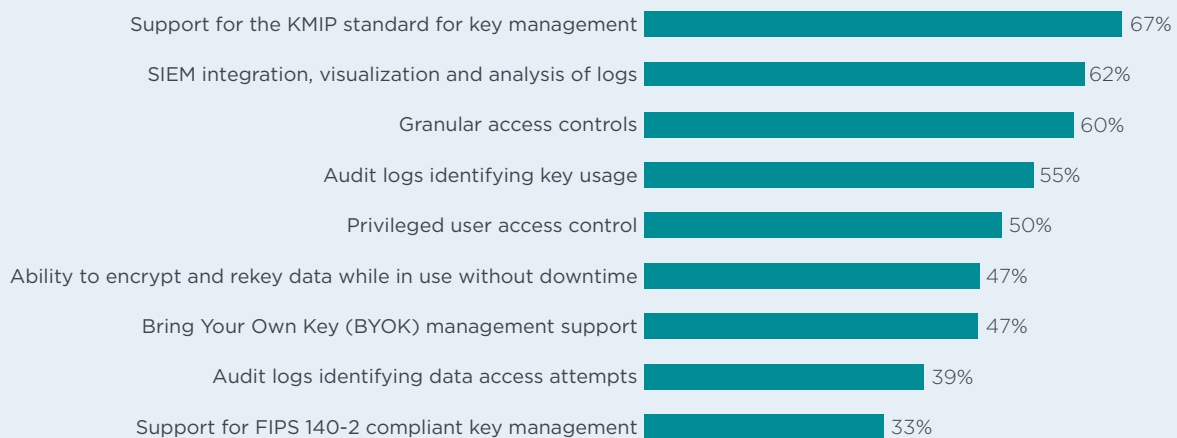 Support for the KMIP standard for key management 67%
SIEM integration, visualization and analysis of logs 62%
Granular access controls 60%
Audit logs identifying key usage 55%
Privileged user access control 50%
Ability to encrypt and rekey data while in use without downtime 47%
Bring Your Own Key (BYOK) management support 47%
Audit logs identifying data access attempts 39%
Support for FIPS 140-2 compliant key management 33%